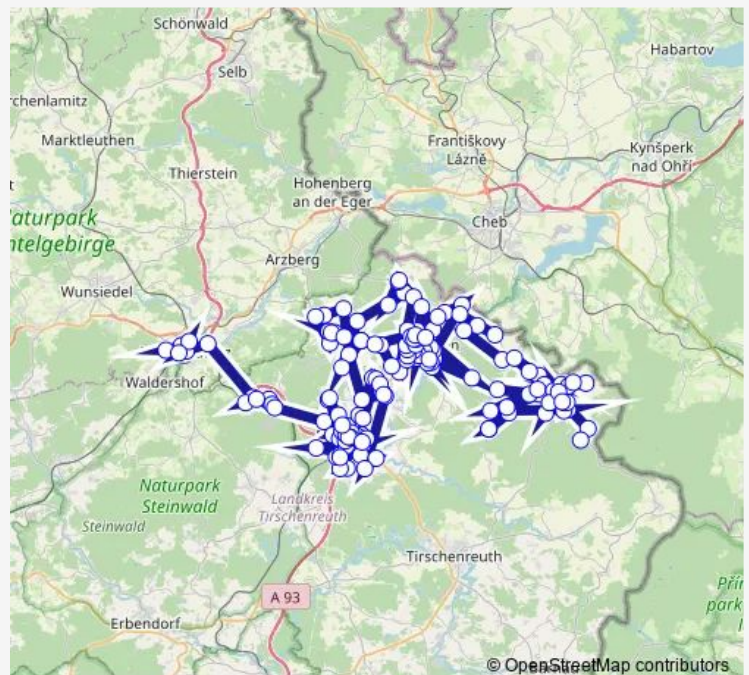 Schönwald
Selb
Habartov
rchenlamitz
Marktleuthen
Františkovy
Lázně
Kynšperk
nad Ohří
Thierstein
Hohenberg
an der Eger
Cheb
aturpark
ntelgebirge
Arzberg
Wunsiedel
Waldershof
Naturpark
Steinwald
Steinwald
Landkreis
Tirschenreuth
Tirschenreuth
A 93
Erbendorf
© OpenStreetMap contributors